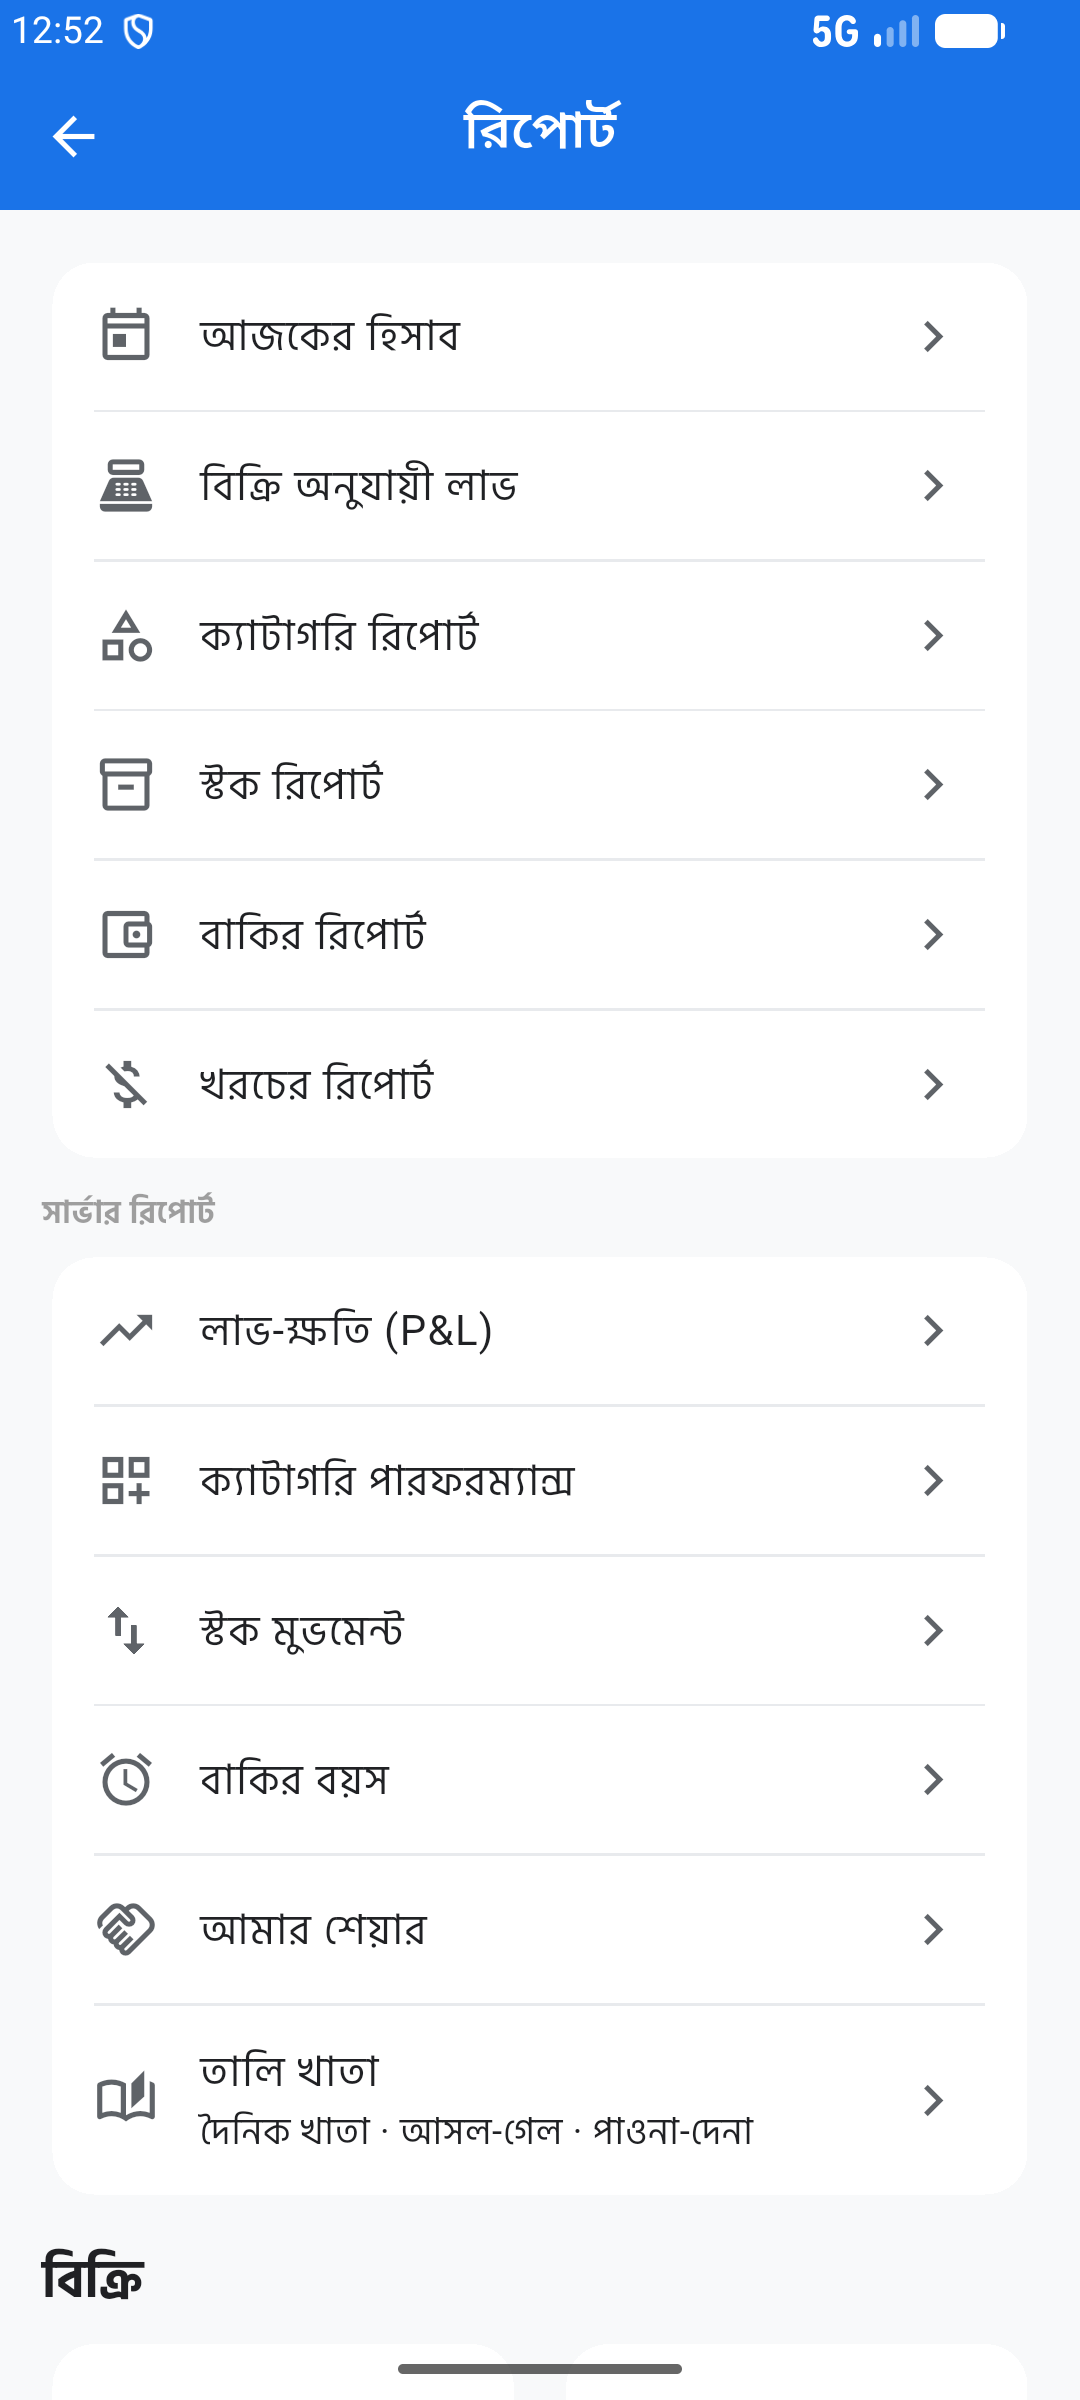 12:52
5G
রিপোর্ট
আজকের হিসাব
বিক্রি অনুযায়ী লাভ
ক্যাটাগরি রিপোর্ট
স্টক রিপোর্ট
বাকির রিপোর্ট
খরচের রিপোর্ট
সার্ভার রিপোর্ট
লাভ-ক্ষতি (P&L)
ক্যাটাগরি পারফরম্যান্স
স্টক মুভমেন্ট
বাকির বয়স
আমার শেয়ার
তালি খাতা
দৈনিক খাতা · আসল-গেল · পাওনা-দেনা
বিক্রি